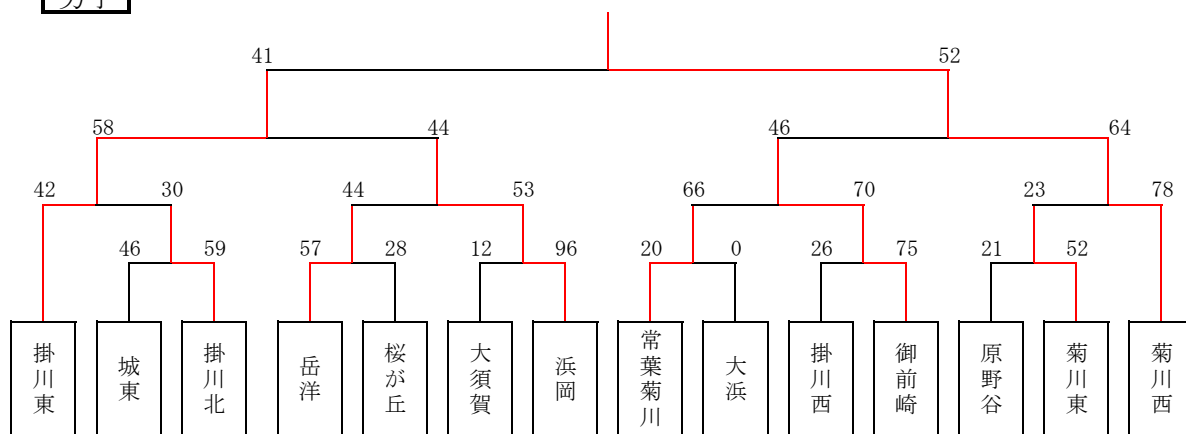 男子
41 52
58 44 46 64
42 30 44 53 66 70 23 78
46 59 57 28 12 96 20 0 26 75 21 52
掛川東
城東
掛川北
岳洋
桜が丘
大須賀
浜岡
常葉菊川
大浜
掛川西
御前崎
原野谷
菊川東
菊川西